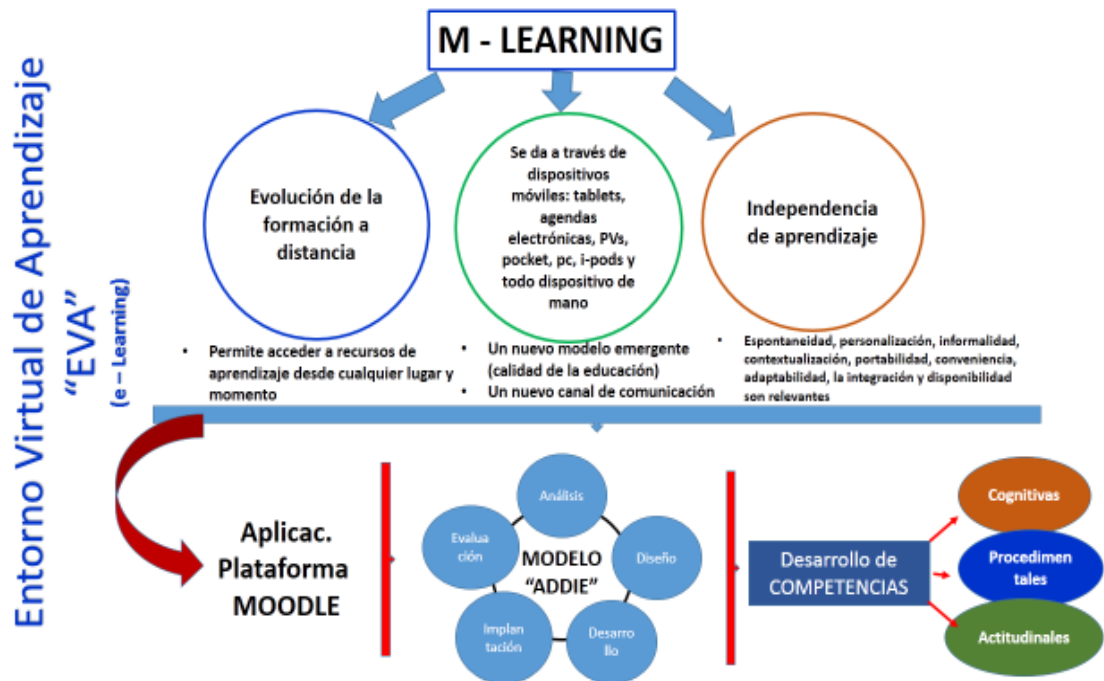 Entorno Virtual de Aprendizaje
“EVA”
(e – Learning)
M - LEARNING
Evolución de la
formación a
distancia
Se da a través de
dispositivos
móviles: tablets,
agendas
electrónicas, PVs,
pocket, pc, i-pods y
todo dispositivo de
mano
Independencia
de aprendizaje
• Permite acceder a recursos de
aprendizaje desde cualquier lugar y
momento
• Un nuevo modelo emergente
(calidad de la educación)
• Un nuevo canal de comunicación
• Espontaneidad, personalización, informalidad,
contextualización, portabilidad, conveniencia,
adaptabilidad, la integración y disponibilidad
son relevantes
Aplicac.
Plataforma
MOODLE
Análisis
Evalua
ción
MODELO
“ADDIE”
Diseño
Implan
tación
Desarro
llo
Desarrollo de
COMPETENCIAS
Cognitivas
Procedimen
tales
Actitudinales